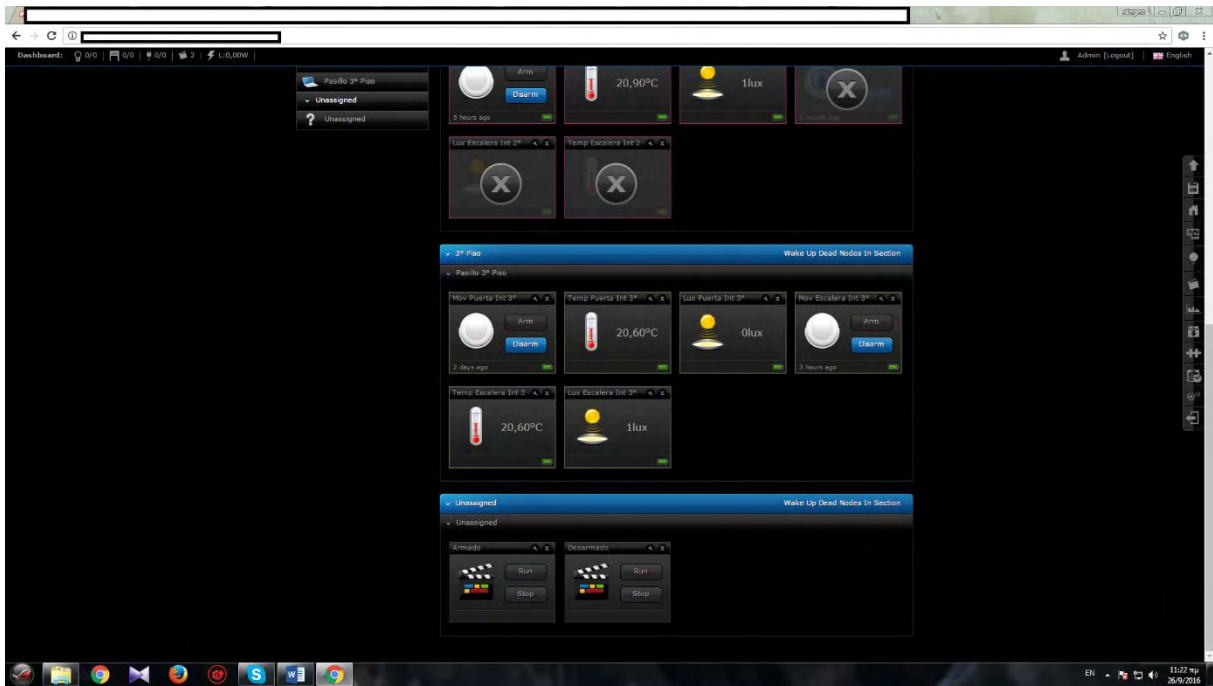 Dashboard: 0/0 | 0/0 | 0/0 | 2 | L:0,00W |
Admin [Logout] | English
Pasillo 3º Piso
Unassigned
Unassigned
Arm
Disarm
5 hours ago
20,90ºC
1lux
Lux Escalera Int 2º
Temp Escalera Int 2
3º Piso
Wake Up Dead Nodes In Section
Pasillo 3º Piso
Mov Puerta Int 3º
Arm
Disarm
2 days ago
Temp Puerta Int 3º
20,60ºC
Lux Puerta Int 3º
0lux
Mov Escalera Int 3º
Arm
Disarm
3 hours ago
Temp Escalera Int 3
20,60ºC
Lux Escalera Int 3º
1lux
Unassigned
Wake Up Dead Nodes In Section
Unassigned
Armado
Run
Stop
Desarmado
Run
Stop
EN
11:22 πμ
26/9/2016